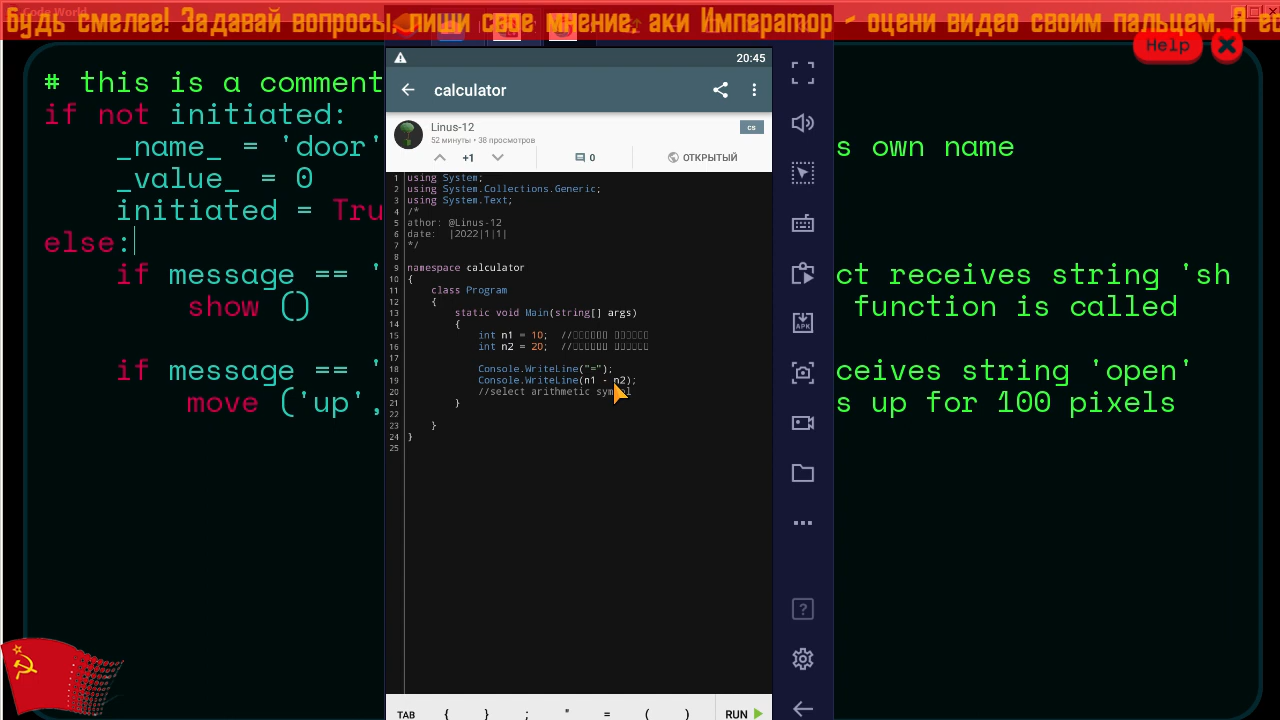 Code World
будь смелее! Задавай вопросы, пиши свое мнение, аки Император - оцени видео своим пальцем.
Help
# this is a comment
if not initiated:
_name_ = 'door'
s own name
_value_ = 0
initiated = Tru
else:
if message == '
ct receives string 'sh
show ()
function is called
if message == '
ceives string 'open'
move ('up',
s up for 100 pixels
20:45
calculator
Linus-12
52 минуты • 38 просмотров
cs
+1
0
ОТКРЫТЫЙ
1 using System;
2 using System.Collections.Generic;
3 using System.Text;
4 /*
5 athor: @Linus-12
6 date: |2022|1|1|
7 */
8
9 namespace calculator
10 {
11 class Program
12 {
13 static void Main(string[] args)
14 {
15 int n1 = 10; //
16 int n2 = 20; //
17
18 Console.WriteLine("=");
19 Console.WriteLine(n1 - n2);
20 //select arithmetic symbol
21 }
22
23 }
24 }
25
APK
TAB { } ; " = ( ) RUN